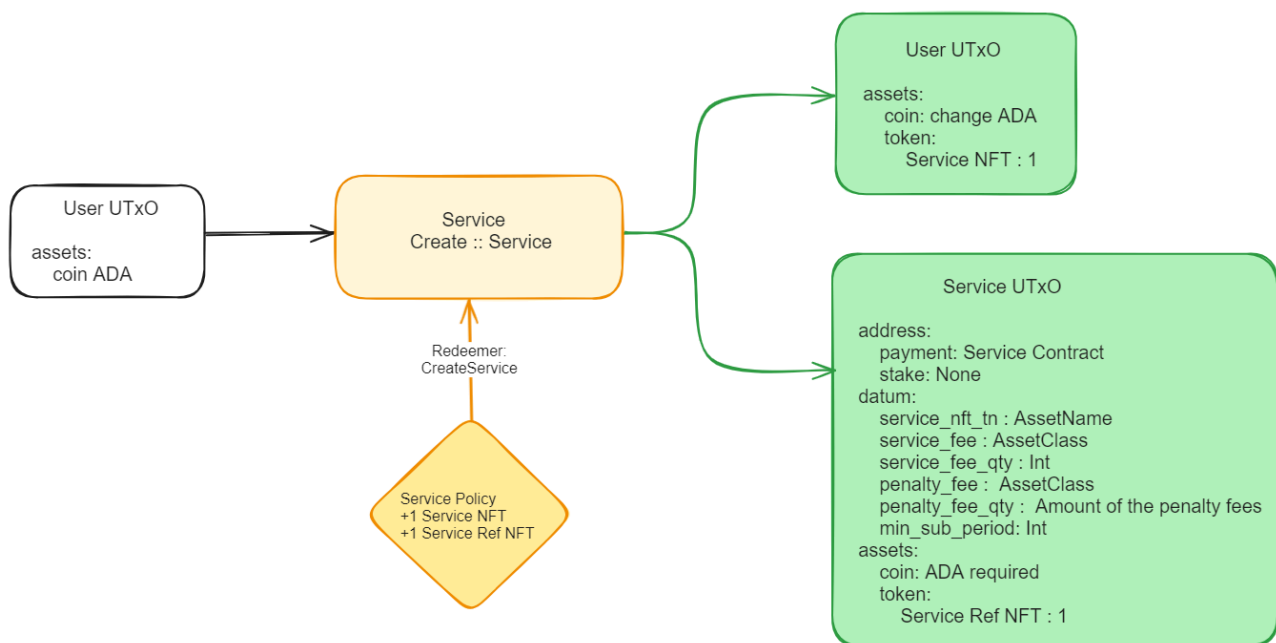 User UTxO
assets:
coin ADA
Service
Create :: Service
Redeemer:
CreateService
Service Policy
+1 Service NFT
+1 Service Ref NFT
User UTxO
assets:
coin: change ADA
token:
Service NFT : 1
Service UTxO
address:
payment: Service Contract
stake: None
datum:
service_nft_tn : AssetName
service_fee : AssetClass
service_fee_qty : Int
penalty_fee :  AssetClass
penalty_fee_qty :  Amount of the penalty fees
min_sub_period: Int
assets:
coin: ADA required
token:
Service Ref NFT : 1